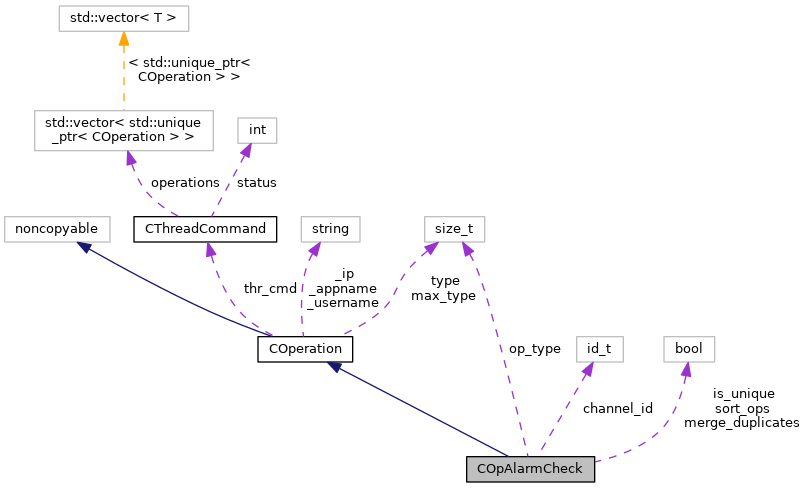 std::vector< T >
< std::unique_ptr<
COperation > >
std::vector< std::unique
_ptr< COperation > >
int
operations
status
noncopyable
CThreadCommand
string
size_t
thr_cmd
_ip
_appname
_username
type
max_type
COperation
op_type
id_t
bool
channel_id
is_unique
sort_ops
merge_duplicates
COpAlarmCheck